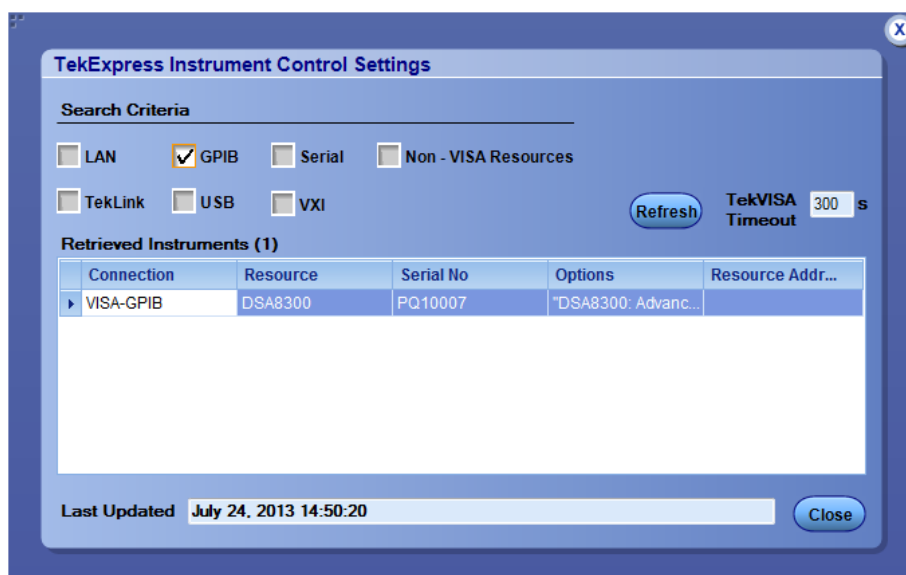 X
TekExpress Instrument Control Settings
Search Criteria
LAN GPIB Serial Non - VISA Resources
TekLink USB VXI
Refresh TekVISA Timeout 300 s
Retrieved Instruments (1)
Connection Resource Serial No Options Resource Addr...
VISA-GPIB DSA8300 PQ10007 "DSA8300: Advanc...
Last Updated July 24, 2013 14:50:20 Close